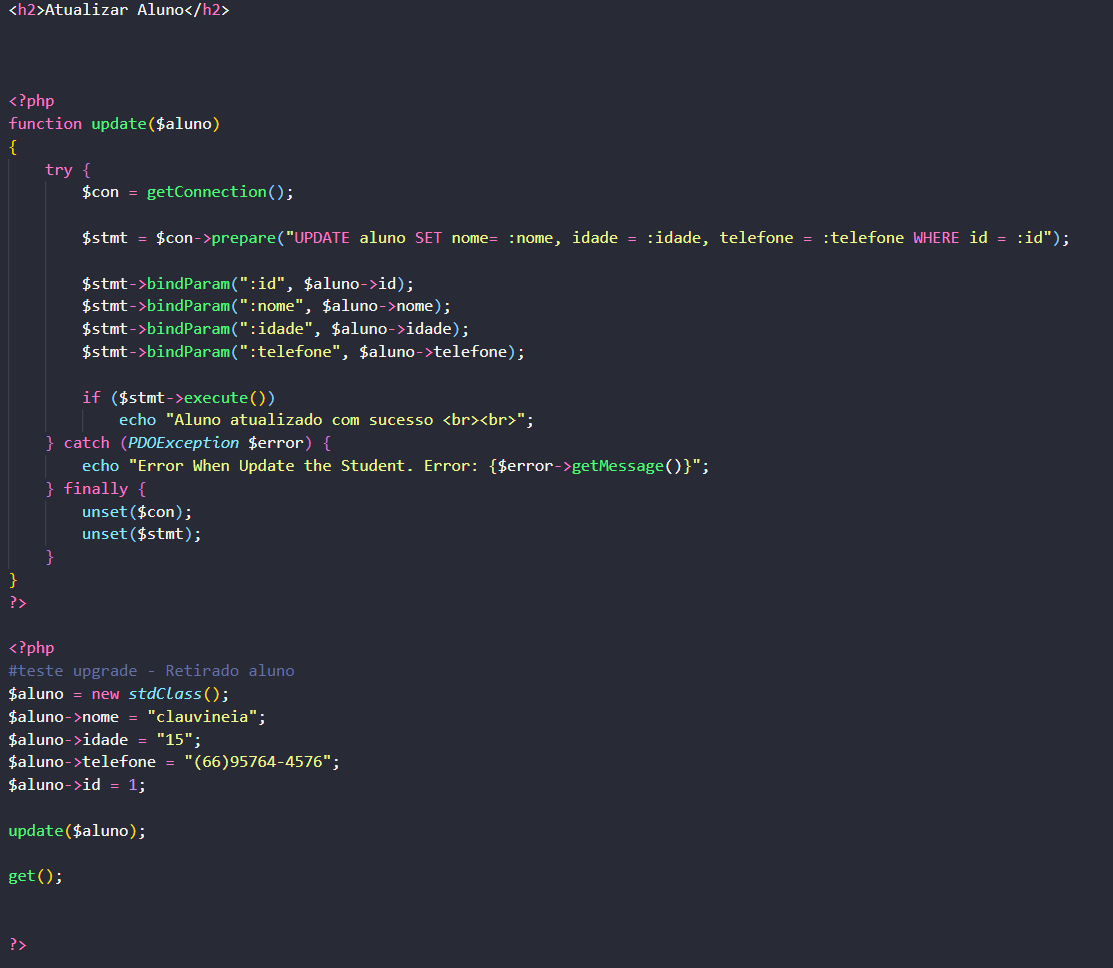 <h2>Atualizar Aluno</h2>
<?php
function update($aluno)
{
    try {
        $con = getConnection();
        $stmt = $con->prepare("UPDATE aluno SET nome= :nome, idade = :idade, telefone = :telefone WHERE id = :id");
        $stmt->bindParam(":id", $aluno->id);
        $stmt->bindParam(":nome", $aluno->nome);
        $stmt->bindParam(":idade", $aluno->idade);
        $stmt->bindParam(":telefone", $aluno->telefone);
        if ($stmt->execute())
            echo "Aluno atualizado com sucesso <br><br>";
    } catch (PDOException $error) {
        echo "Error When Update the Student. Error: {$error->getMessage()}";
    } finally {
        unset($con);
        unset($stmt);
    }
}
?>
<?php
#teste upgrade - Retirado aluno
$aluno = new stdClass();
$aluno->nome = "clauvineia";
$aluno->idade = "15";
$aluno->telefone = "(66)95764-4576";
$aluno->id = 1;
update($aluno);
get();
?>